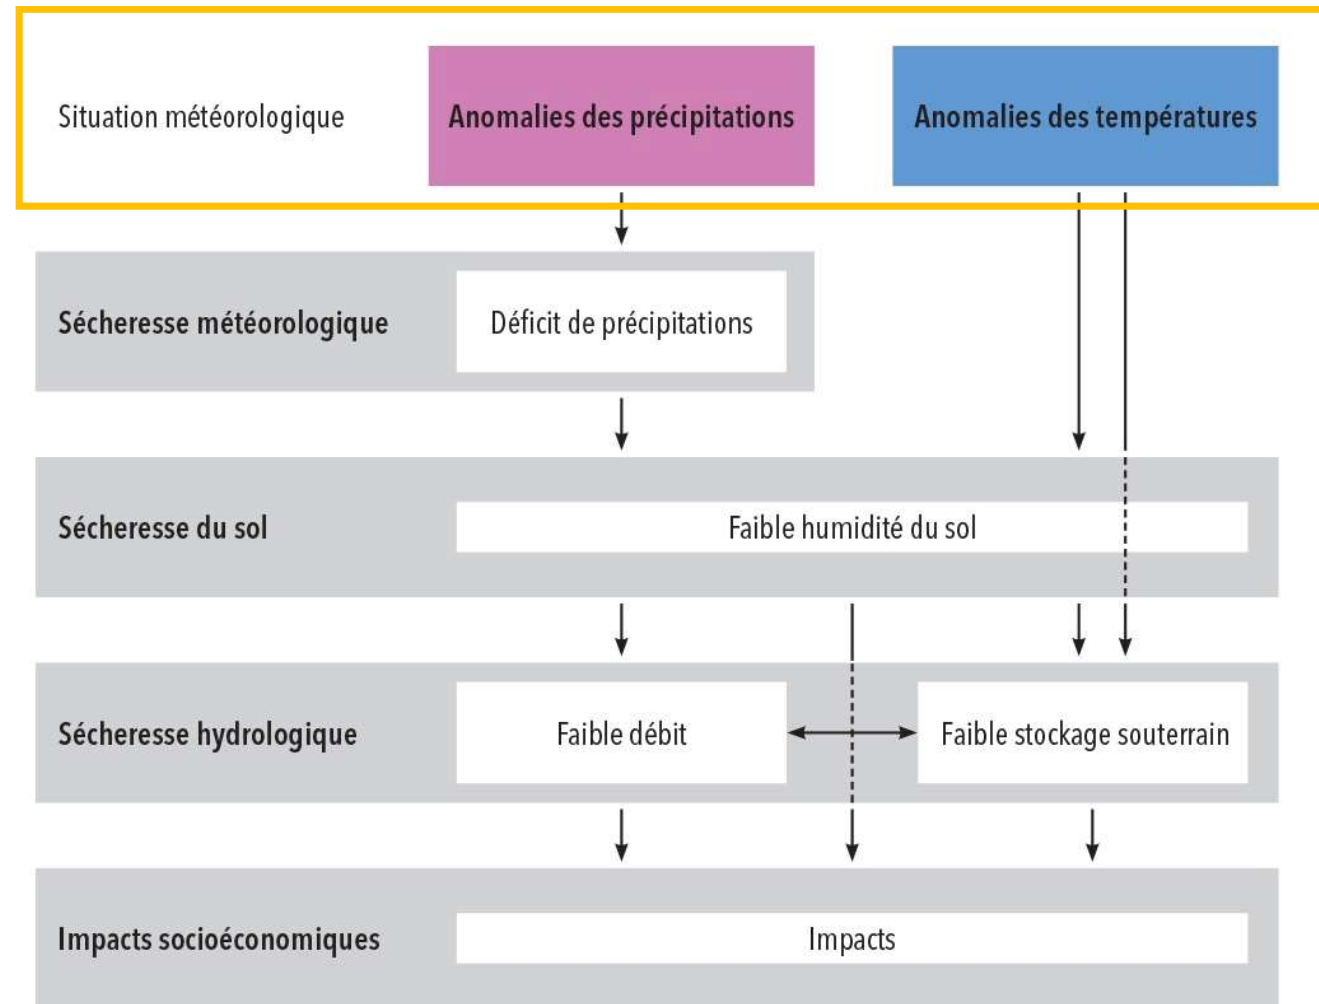 Situation météorologique
Anomalies des précipitations
Anomalies des températures
Sécheresse météorologique
Déficit de précipitations
Sécheresse du sol
Faible humidité du sol
Sécheresse hydrologique
Faible débit
Faible stockage souterrain
Impacts socioéconomiques
Impacts